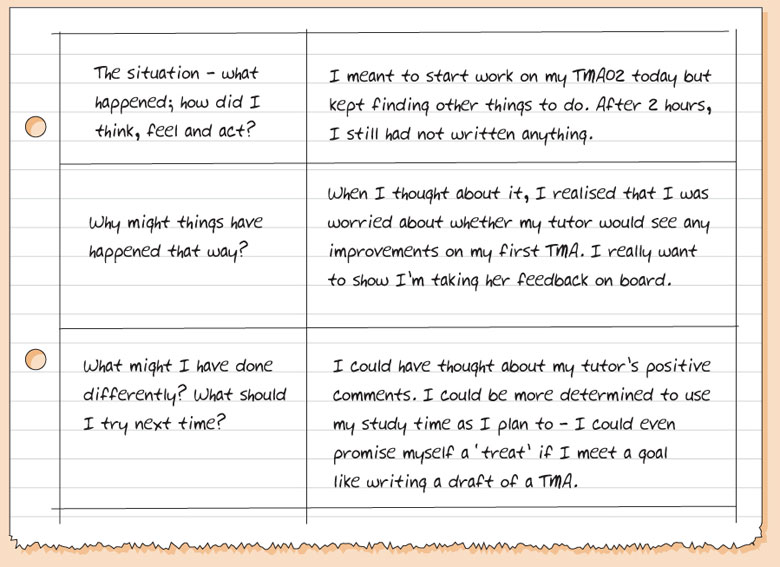 The situation – what
happened; how did I
think, feel and act?
I meant to start work on my TMA02 today but
kept finding other things to do. After 2 hours,
I still had not written anything.
Why might things have
happened that way?
When I thought about it, I realised that I was
worried about whether my tutor would see any
improvements on my first TMA. I really want
to show I'm taking her feedback on board.
What might I have done
differently? What should
I try next time?
I could have thought about my tutor's positive
comments. I could be more determined to use
my study time as I plan to – I could even
promise myself a 'treat' if I meet a goal
like writing a draft of a TMA.